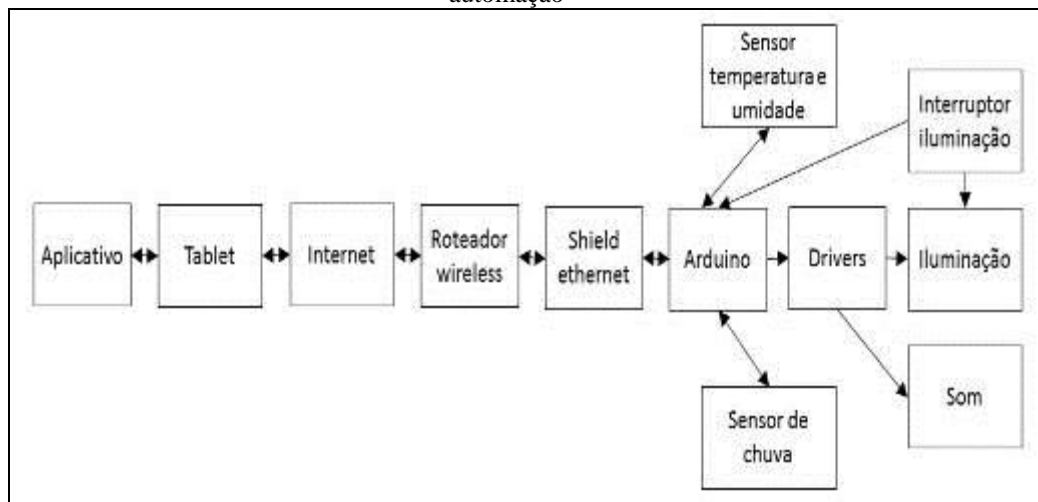 automação
Sensor
temperatura e
umidade
Interruptor
iluminação
Aplicativo
Tablet
Internet
Roteador
wireless
Shield
ethernet
Arduino
Drivers
Iluminação
Sensor de
chuva
Som